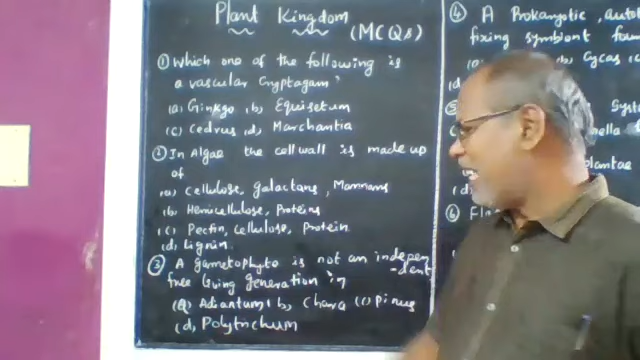 Plant Kingdom
(MCQs)
① Which one of the following is
a vascular Cryptagam?
(a) Ginkgo (b) Equisetum
(c) Cedrus (d) Marchantia
② In Algae the cell wall is made up
of
(a) Cellulose, galactans, Mannans
(b) Hemicellulose, Proteins
(c) Pectin, cellulose, Protein
(d) Lignin.
③ A gametophyte is not an indepen
-dent
free living generation in
(a) Adiantum (b) Chara (c) Pinus
(d) Polytrichum
④ A Prokaryotic, auto
fixing symbiont
(b) Cycas
(d)
⑤
(d)
⑥